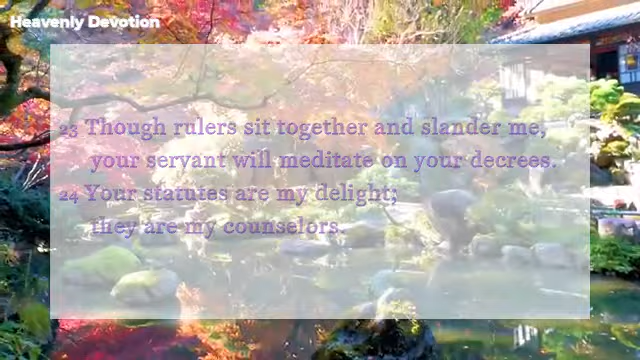 Heavenly Devotion
23 Though rulers sit together and slander me,
your servant will meditate on your decrees.
24 Your statutes are my delight;
they are my counselors.